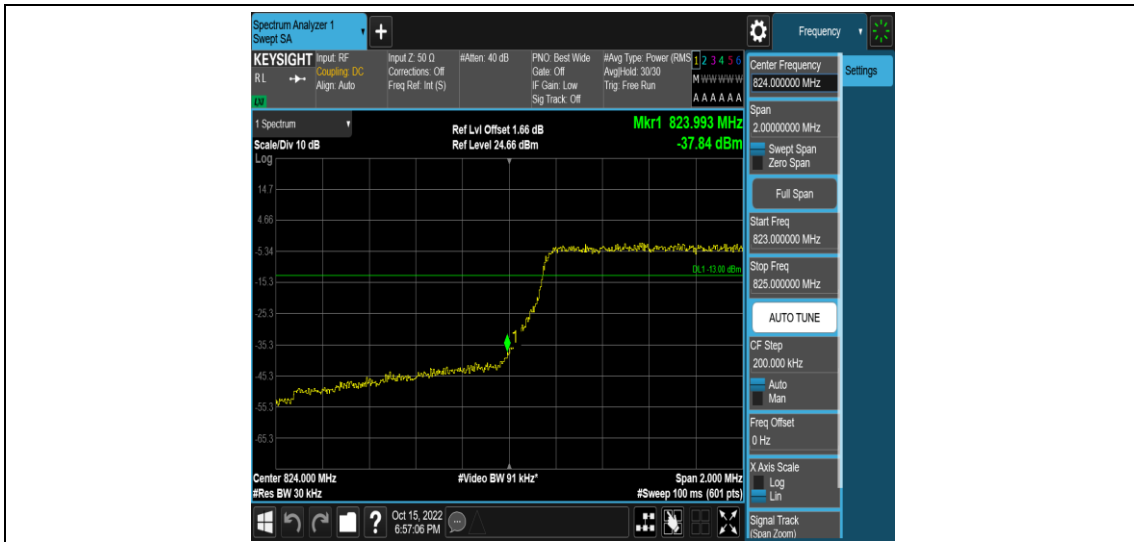 Spectrum Analyzer 1
Swept SA
+
Frequency
KEYSIGHT
RL
LXI
Input: RF
Coupling: DC
Align: Auto
Input Z: 50 Ω
Corrections: Off
Freq Ref: Int (S)
#Atten: 40 dB
PNO: Best Wide
Gate: Off
IF Gain: Low
Sig Track: Off
#Avg Type: Power (RMS
Avg|Hold: 30/30
Trig: Free Run
1 2 3 4 5 6
M W W W W W
A A A A A A
Center Frequency
824.000000 MHz
Settings
1 Spectrum
Scale/Div 10 dB
Ref Lvl Offset 1.66 dB
Ref Level 24.66 dBm
Mkr1 823.993 MHz
-37.84 dBm
Log
14.7
4.66
-5.34
-15.3
-25.3
-35.3
-45.3
-55.3
-65.3
DL1 -13.00 dBm
1
Center 824.000 MHz
#Res BW 30 kHz
#Video BW 91 kHz*
Span 2.000 MHz
#Sweep 100 ms (601 pts)
Span
2.00000000 MHz
Swept Span
Zero Span
Full Span
Start Freq
823.000000 MHz
Stop Freq
825.000000 MHz
AUTO TUNE
CF Step
200.000 kHz
Auto
Man
Freq Offset
0 Hz
X Axis Scale
Log
Lin
Signal Track
(Span Zoom)
?
Oct 15, 2022
6:57:06 PM